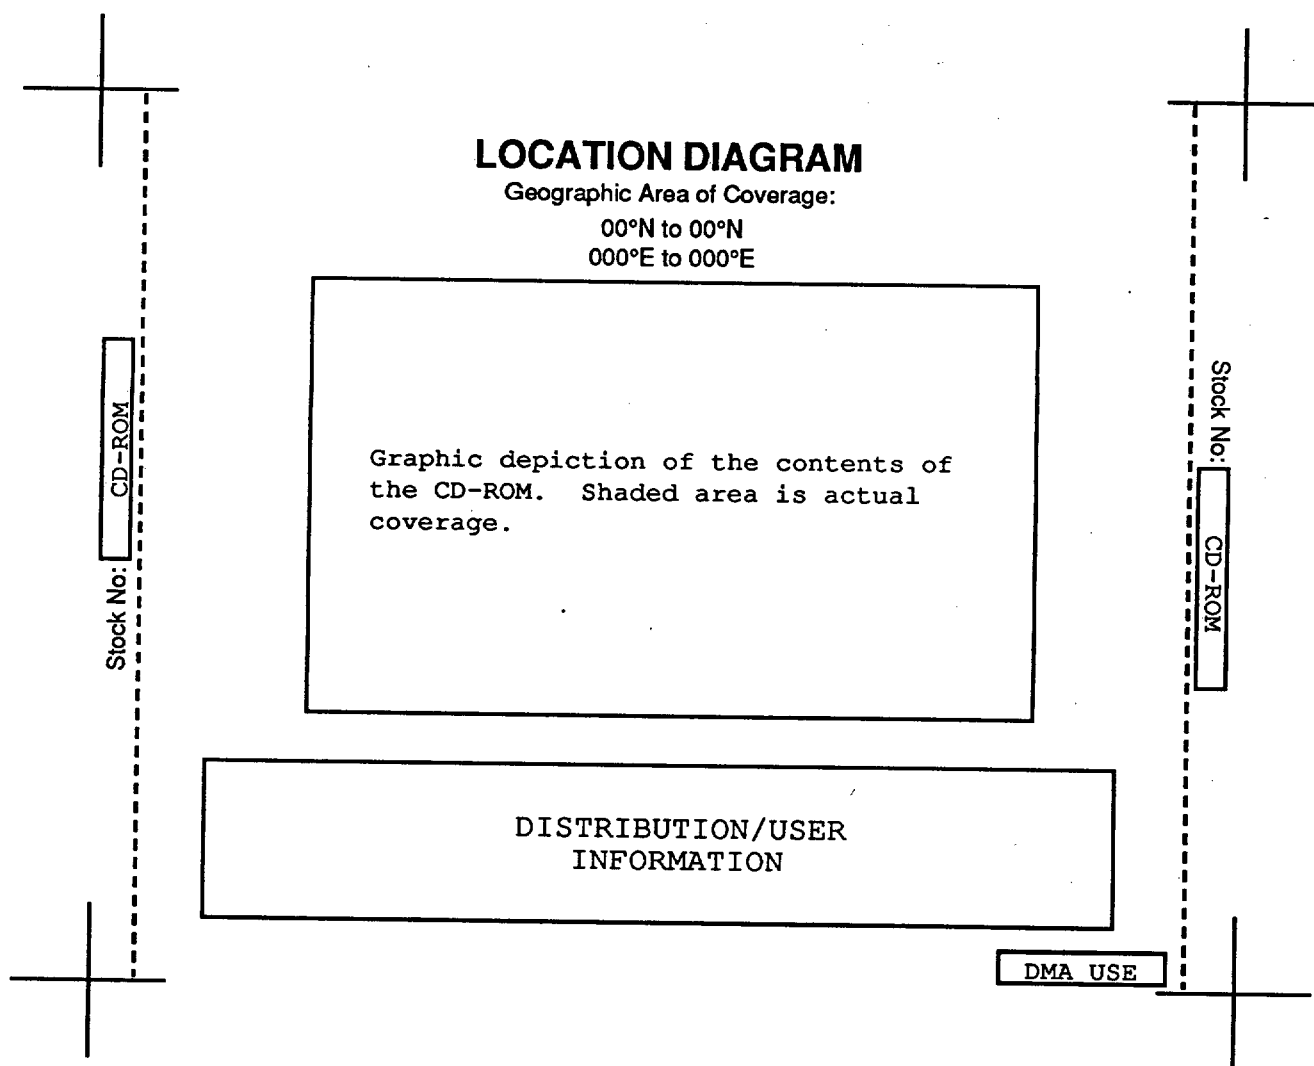 LOCATION DIAGRAM
Geographic Area of Coverage:
00°N to 00°N
000°E to 000°E
Stock No: CD-ROM
Graphic depiction of the contents of
the CD-ROM. Shaded area is actual
coverage.
Stock No: CD-ROM
DISTRIBUTION/USER
INFORMATION
DMA USE